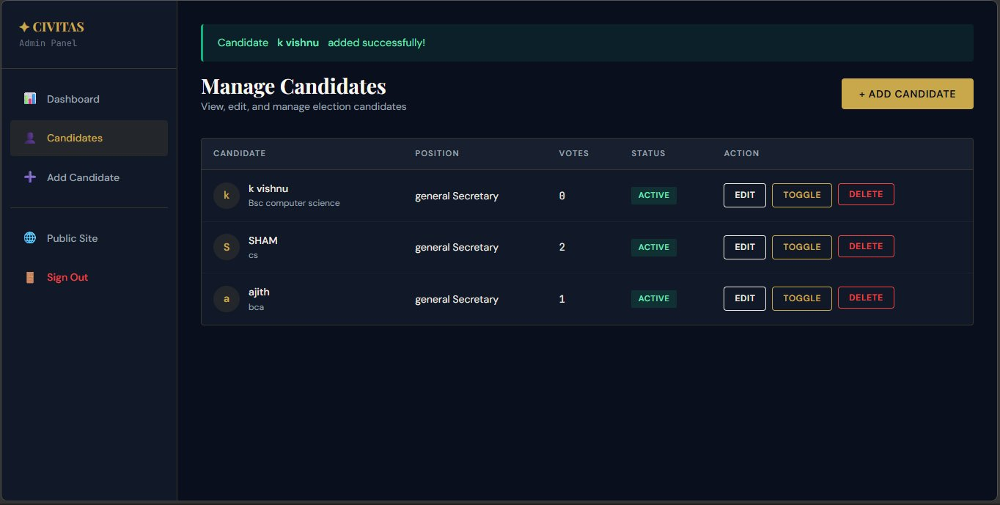 ✦ CIVITAS
Admin Panel
Dashboard
Candidates
Add Candidate
Public Site
Sign Out
Candidate k vishnu added successfully!
Manage Candidates
View, edit, and manage election candidates
+ ADD CANDIDATE
CANDIDATE POSITION VOTES STATUS ACTION
k k vishnu general Secretary 0 ACTIVE EDIT TOGGLE DELETE
Bsc computer science
S SHAM general Secretary 2 ACTIVE EDIT TOGGLE DELETE
cs
a ajith general Secretary 1 ACTIVE EDIT TOGGLE DELETE
bca